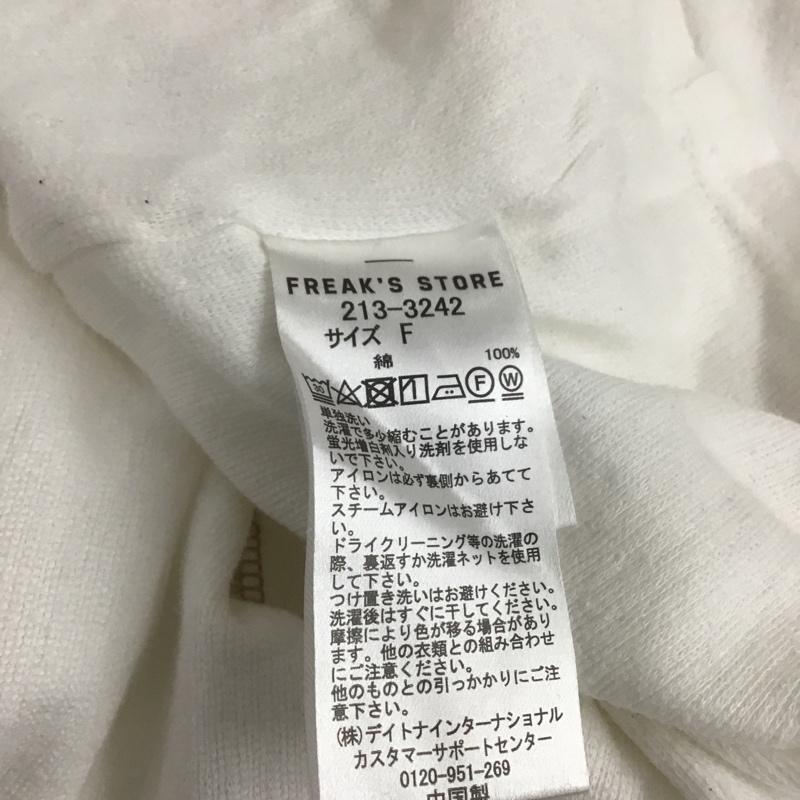 FREAK'S STORE
213-3242
サイズ F
綿 100%
30 F W
単独洗い
洗濯で多少縮むことがあります。
蛍光増白剤入り洗剤を使用しな
いで下さい。
アイロンは必ず裏側からあてて
下さい。
スチームアイロンはお避け下さ
い。
ドライクリーニング等の洗濯の
際、裏返すか洗濯ネットを使用
して下さい。
つけ置き洗いはお避けください。
洗濯後はすぐに干してください。
摩擦により色が移る場合があり
ます。他の衣類との組み合わせ
にご注意ください。
他のものとの引っかかりにご注
意下さい。
(株)デイトナインターナショナル
カスタマーサポートセンター
0120-951-269
中国製